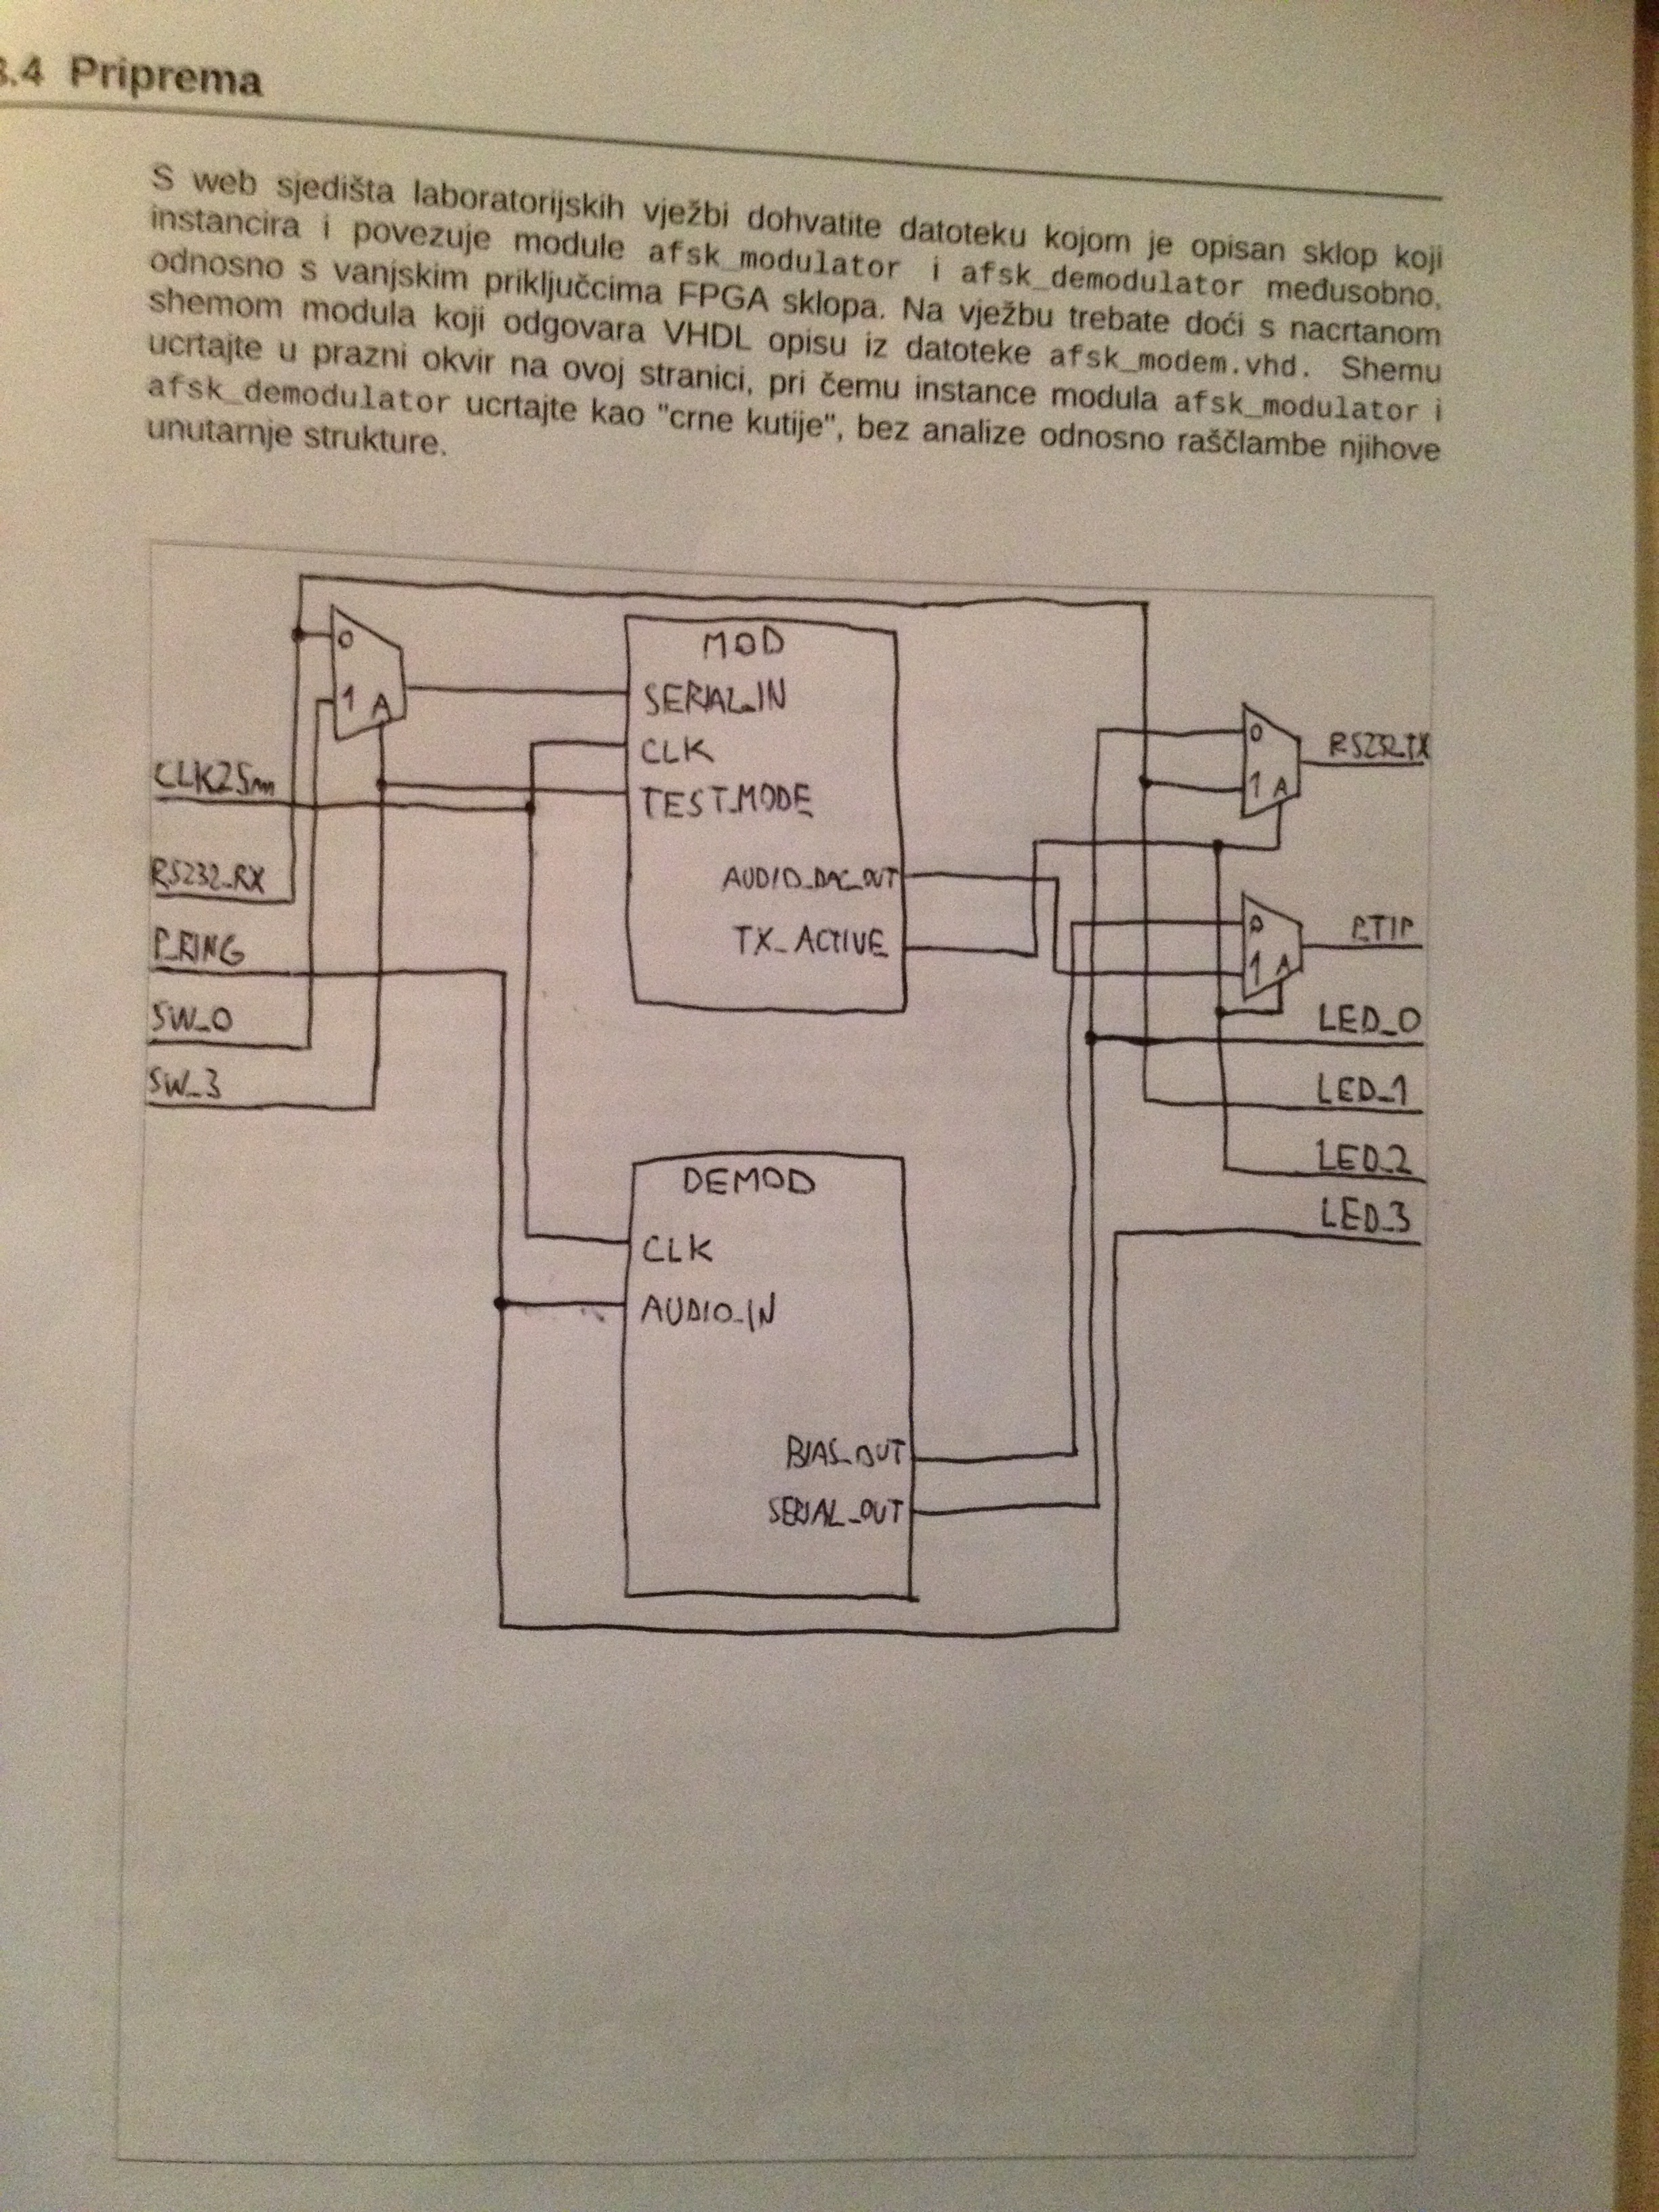 3.4 Priprema
S web sjedišta laboratorijskih vježbi dohvatite datoteku kojom je opisan sklop koji
instancira i povezuje module afsk_modulator i afsk_demodulator međusobno,
odnosno s vanjskim priključcima FPGA sklopa. Na vježbu trebate doći s nacrtanom
shemom modula koji odgovara VHDL opisu iz datoteke afsk_modem.vhd. Shemu
ucrtajte u prazni okvir na ovoj stranici, pri čemu instance modula afsk_modulator i
afsk_demodulator ucrtajte kao "crne kutije", bez analize odnosno raščlambe njihove
unutarnje strukture.
0
1 A
CLK25m
RS232_RX
P_RING
SW_0
SW_3
MOD
SERIAL_IN
CLK
TEST_MODE
AUDIO_DAC_OUT
TX_ACTIVE
DEMOD
CLK
AUDIO_IN
BIAS_OUT
SERIAL_OUT
0
1 A
RS232_TX
0
1 A
P_TIP
LED_0
LED_1
LED_2
LED_3